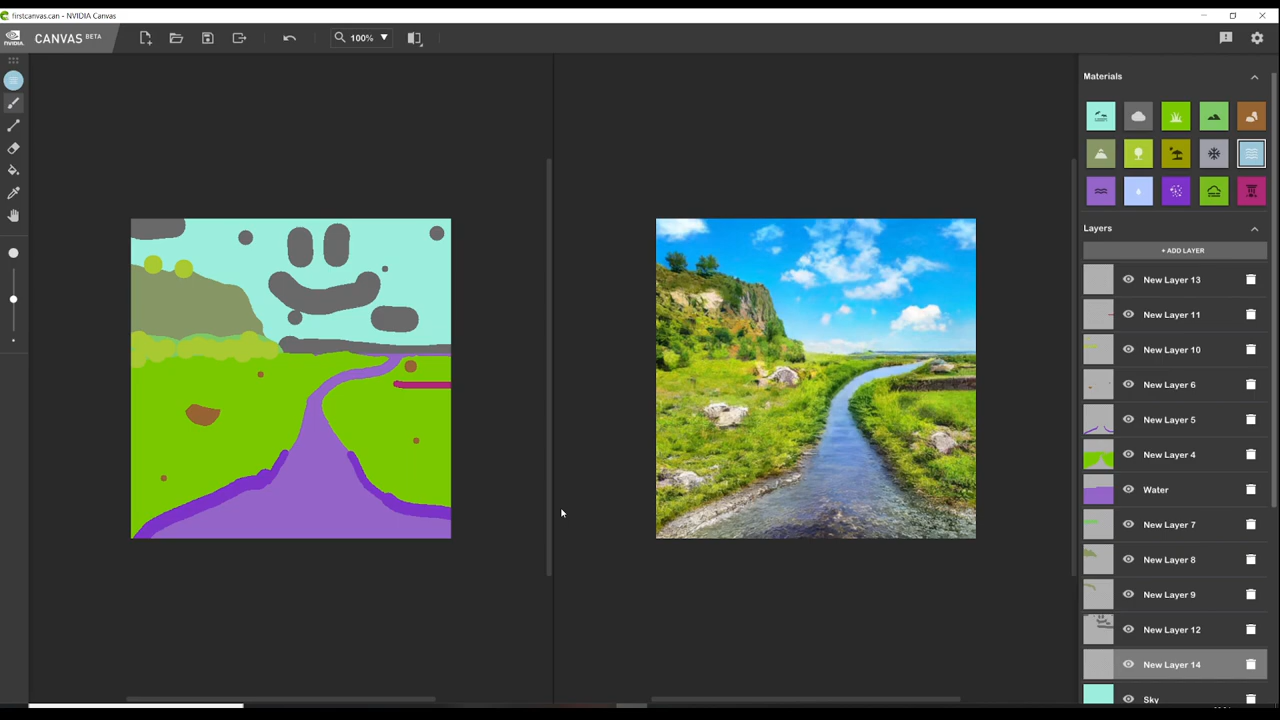 firstcanvas.can - NVIDIA Canvas
NVIDIA
CANVAS BETA
100%
Materials
Layers
+ ADD LAYER
New Layer 13
New Layer 11
New Layer 10
New Layer 6
New Layer 5
New Layer 4
Water
New Layer 7
New Layer 8
New Layer 9
New Layer 12
New Layer 14
Sky